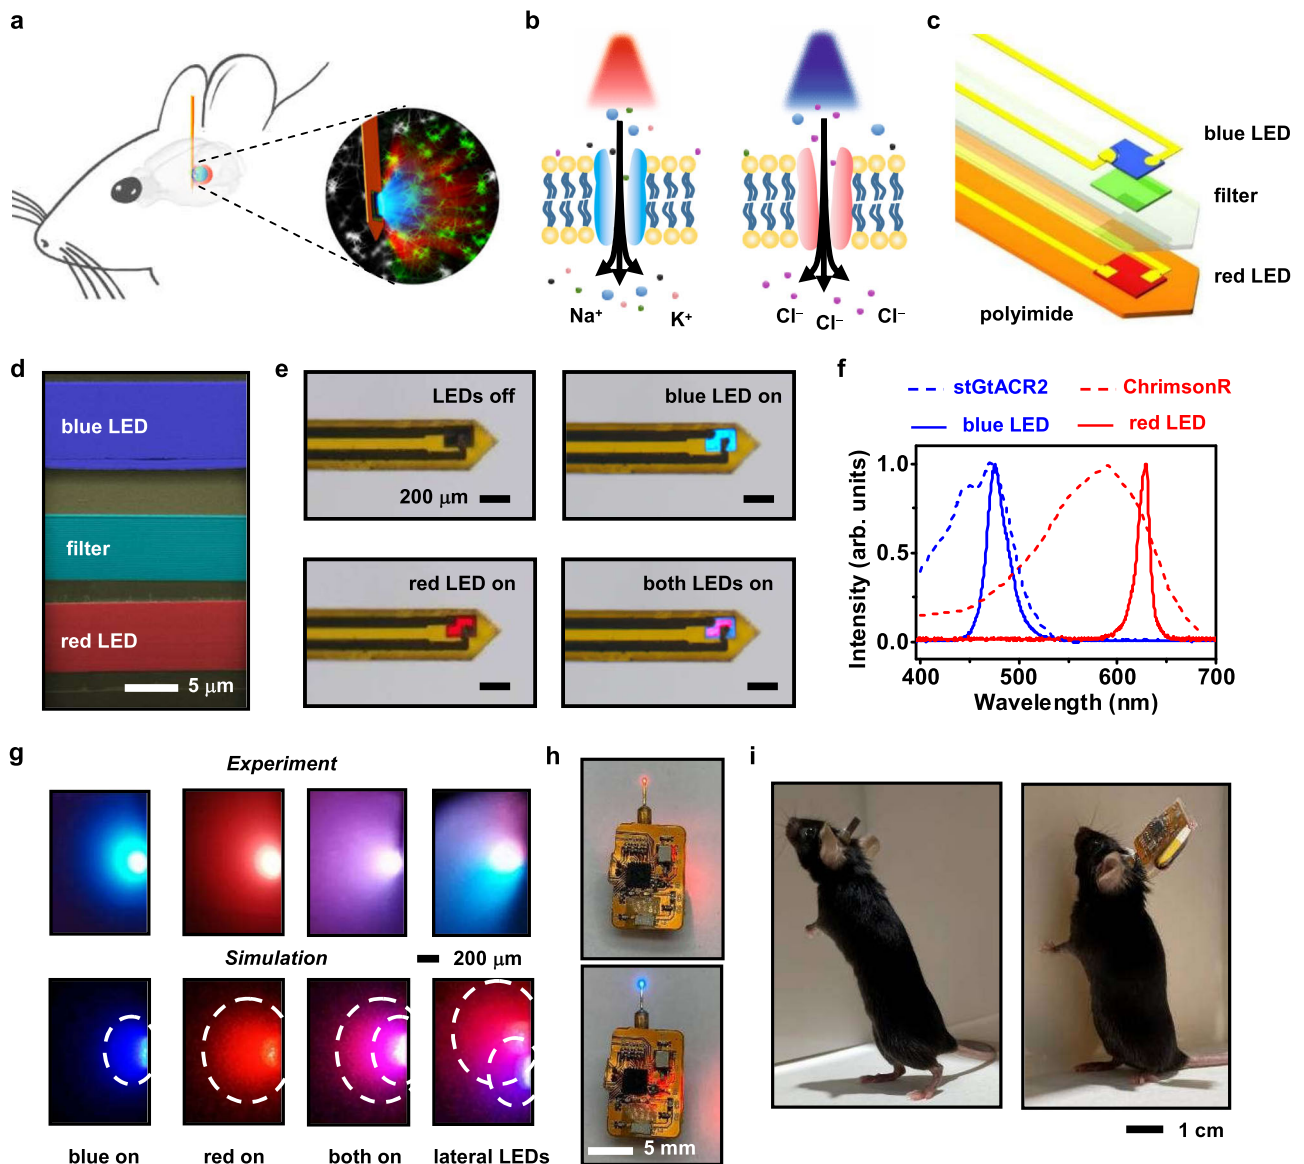 a
b
c
blue LED
filter
red LED
polyimide
Na⁺
K⁺
Cl⁻
Cl⁻
Cl⁻
d
blue LED
filter
red LED
5 μm
e
LEDs off
200 μm
blue LED on
red LED on
both LEDs on
f
stGtACR2
ChrimsonR
blue LED
red LED
Intensity (arb. units)
1.0
0.5
0.0
400
500
600
700
Wavelength (nm)
g
Experiment
Simulation
200 μm
blue on
red on
both on
lateral LEDs
h
5 mm
i
1 cm